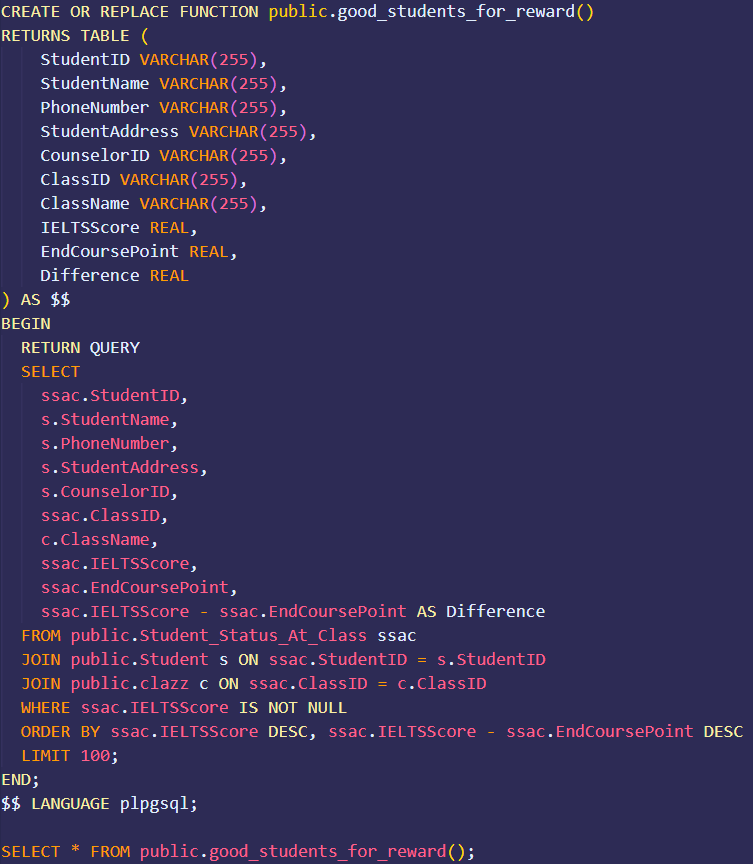 CREATE OR REPLACE FUNCTION public.good_students_for_reward()
RETURNS TABLE (
    StudentID VARCHAR(255),
    StudentName VARCHAR(255),
    PhoneNumber VARCHAR(255),
    StudentAddress VARCHAR(255),
    CounselorID VARCHAR(255),
    ClassID VARCHAR(255),
    ClassName VARCHAR(255),
    IELTSScore REAL,
    EndCoursePoint REAL,
    Difference REAL
) AS $$
BEGIN
  RETURN QUERY
  SELECT
    ssac.StudentID,
    s.StudentName,
    s.PhoneNumber,
    s.StudentAddress,
    s.CounselorID,
    ssac.ClassID,
    c.ClassName,
    ssac.IELTSScore,
    ssac.EndCoursePoint,
    ssac.IELTSScore - ssac.EndCoursePoint AS Difference
  FROM public.Student_Status_At_Class ssac
  JOIN public.Student s ON ssac.StudentID = s.StudentID
  JOIN public.clazz c ON ssac.ClassID = c.ClassID
  WHERE ssac.IELTSScore IS NOT NULL
  ORDER BY ssac.IELTSScore DESC, ssac.IELTSScore - ssac.EndCoursePoint DESC
  LIMIT 100;
END;
$$ LANGUAGE plpgsql;

SELECT * FROM public.good_students_for_reward();